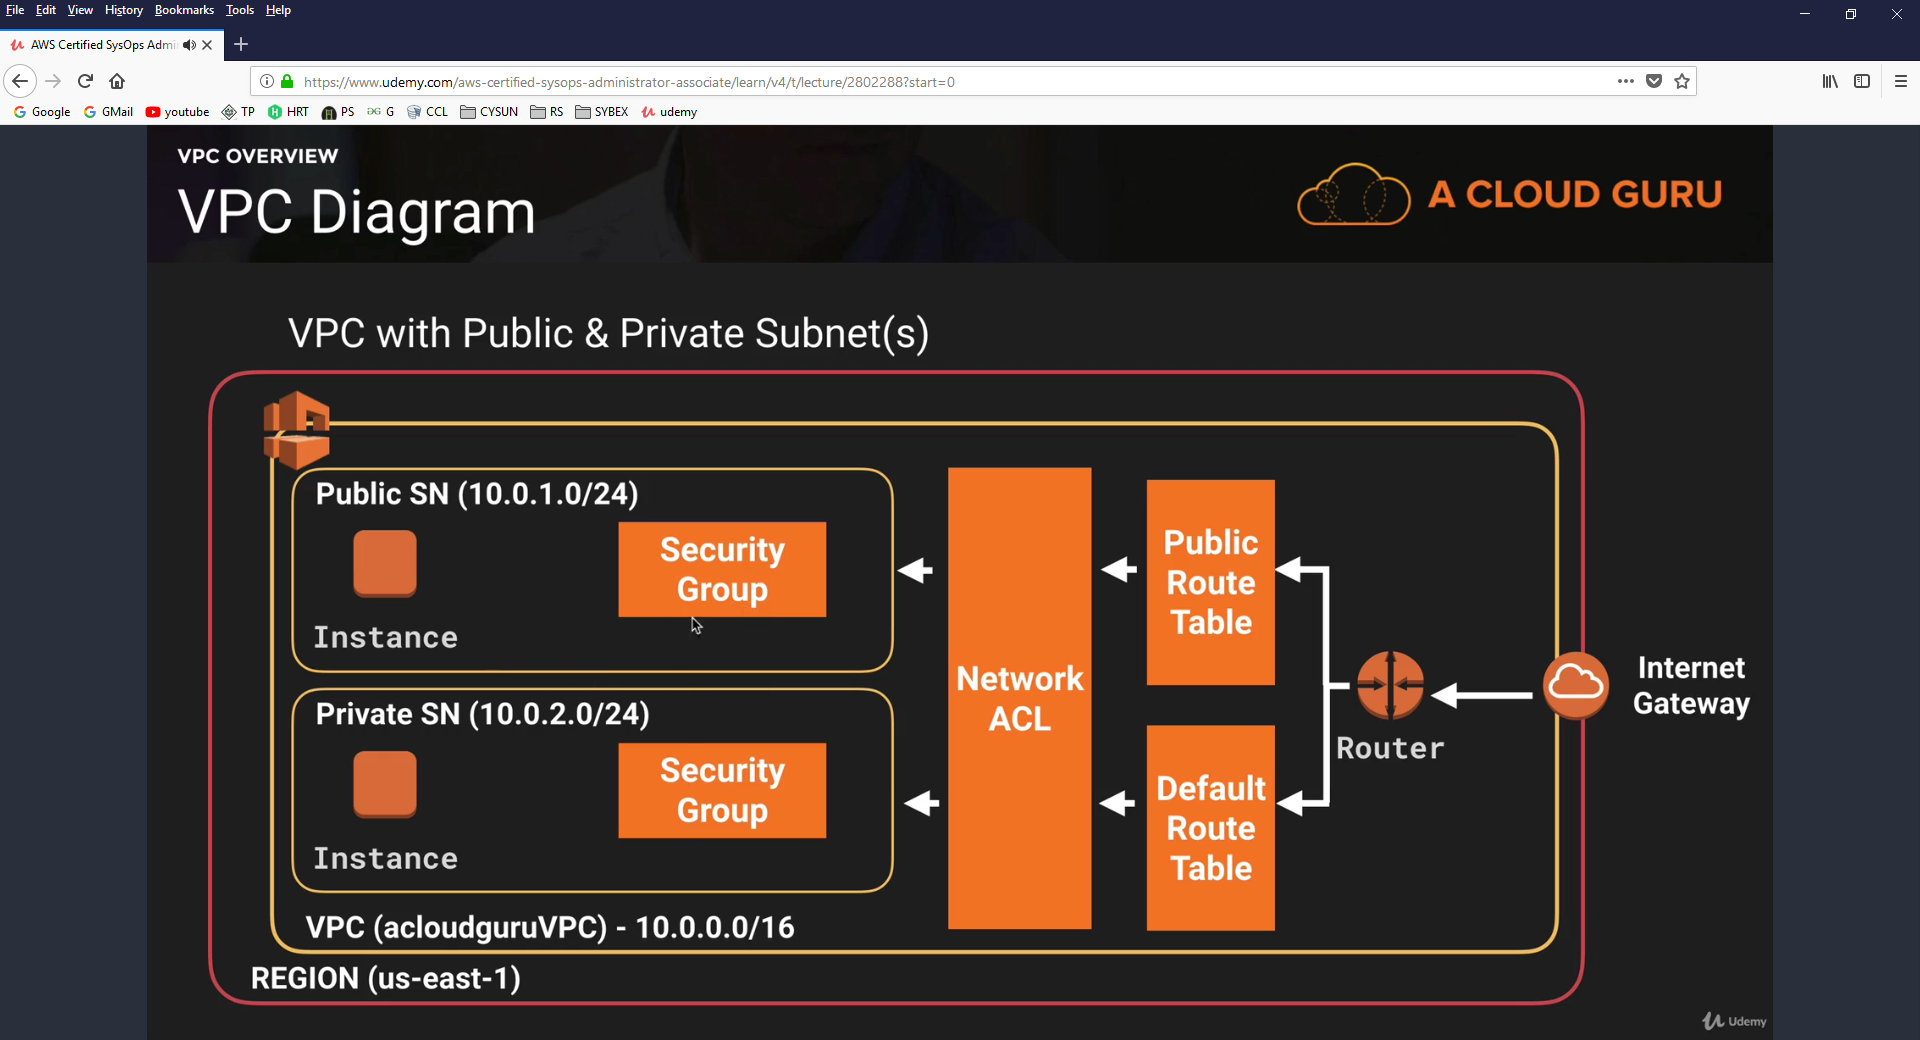 File Edit View History Bookmarks Tools Help
AWS Certified SysOps Admi
https://www.udemy.com/aws-certified-sysops-administrator-associate/learn/v4/t/lecture/2802288?start=0
Google GMail youtube TP HRT PS G CCL CYSUN RS SYBEX udemy
VPC OVERVIEW
VPC Diagram
A CLOUD GURU
VPC with Public & Private Subnet(s)
Public SN (10.0.1.0/24)
Security
Group
Instance
Private SN (10.0.2.0/24)
Security
Group
Instance
Network
ACL
Public
Route
Table
Default
Route
Table
Router
Internet
Gateway
VPC (acloudguruVPC) - 10.0.0.0/16
REGION (us-east-1)
Udemy